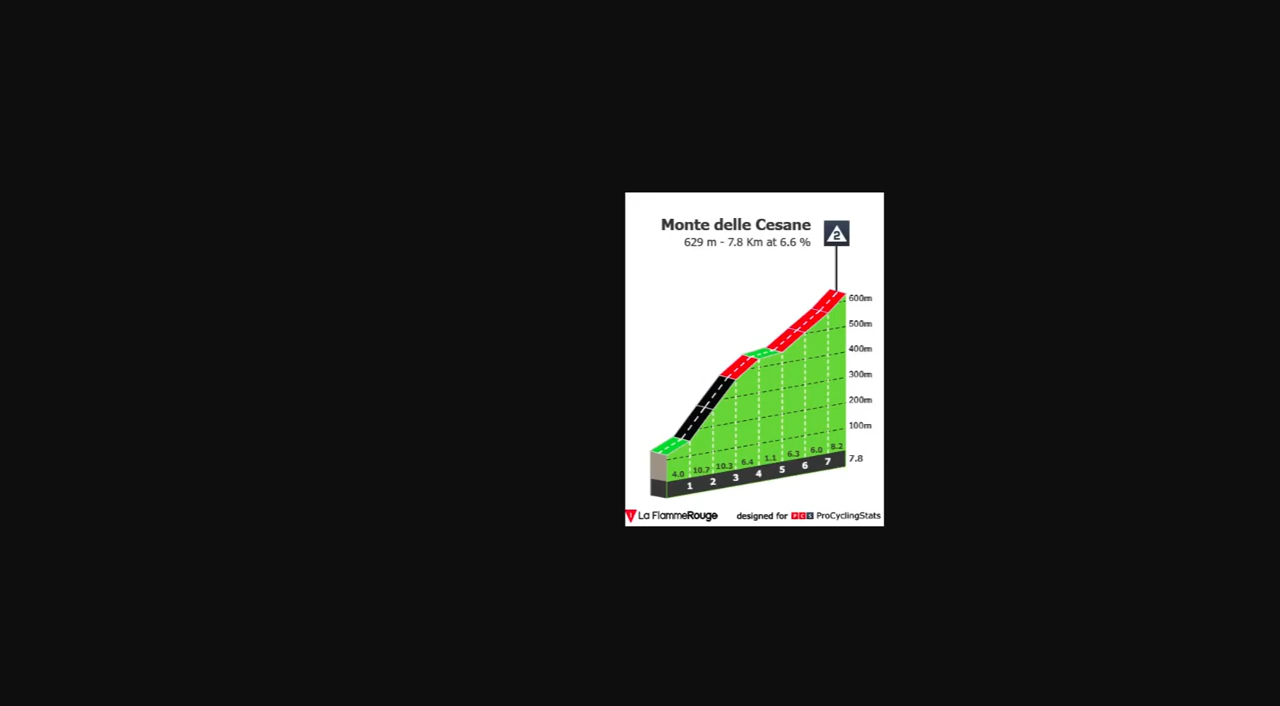 Monte delle Cesane
629 m - 7.8 Km at 6.6 %
2
600m
500m
400m
300m
200m
100m
4.0 10.7 10.3 6.4 1.1 6.3 6.0 8.2
1 2 3 4 5 6 7 7.8
La FlammeRouge designed for PCS ProCyclingStats